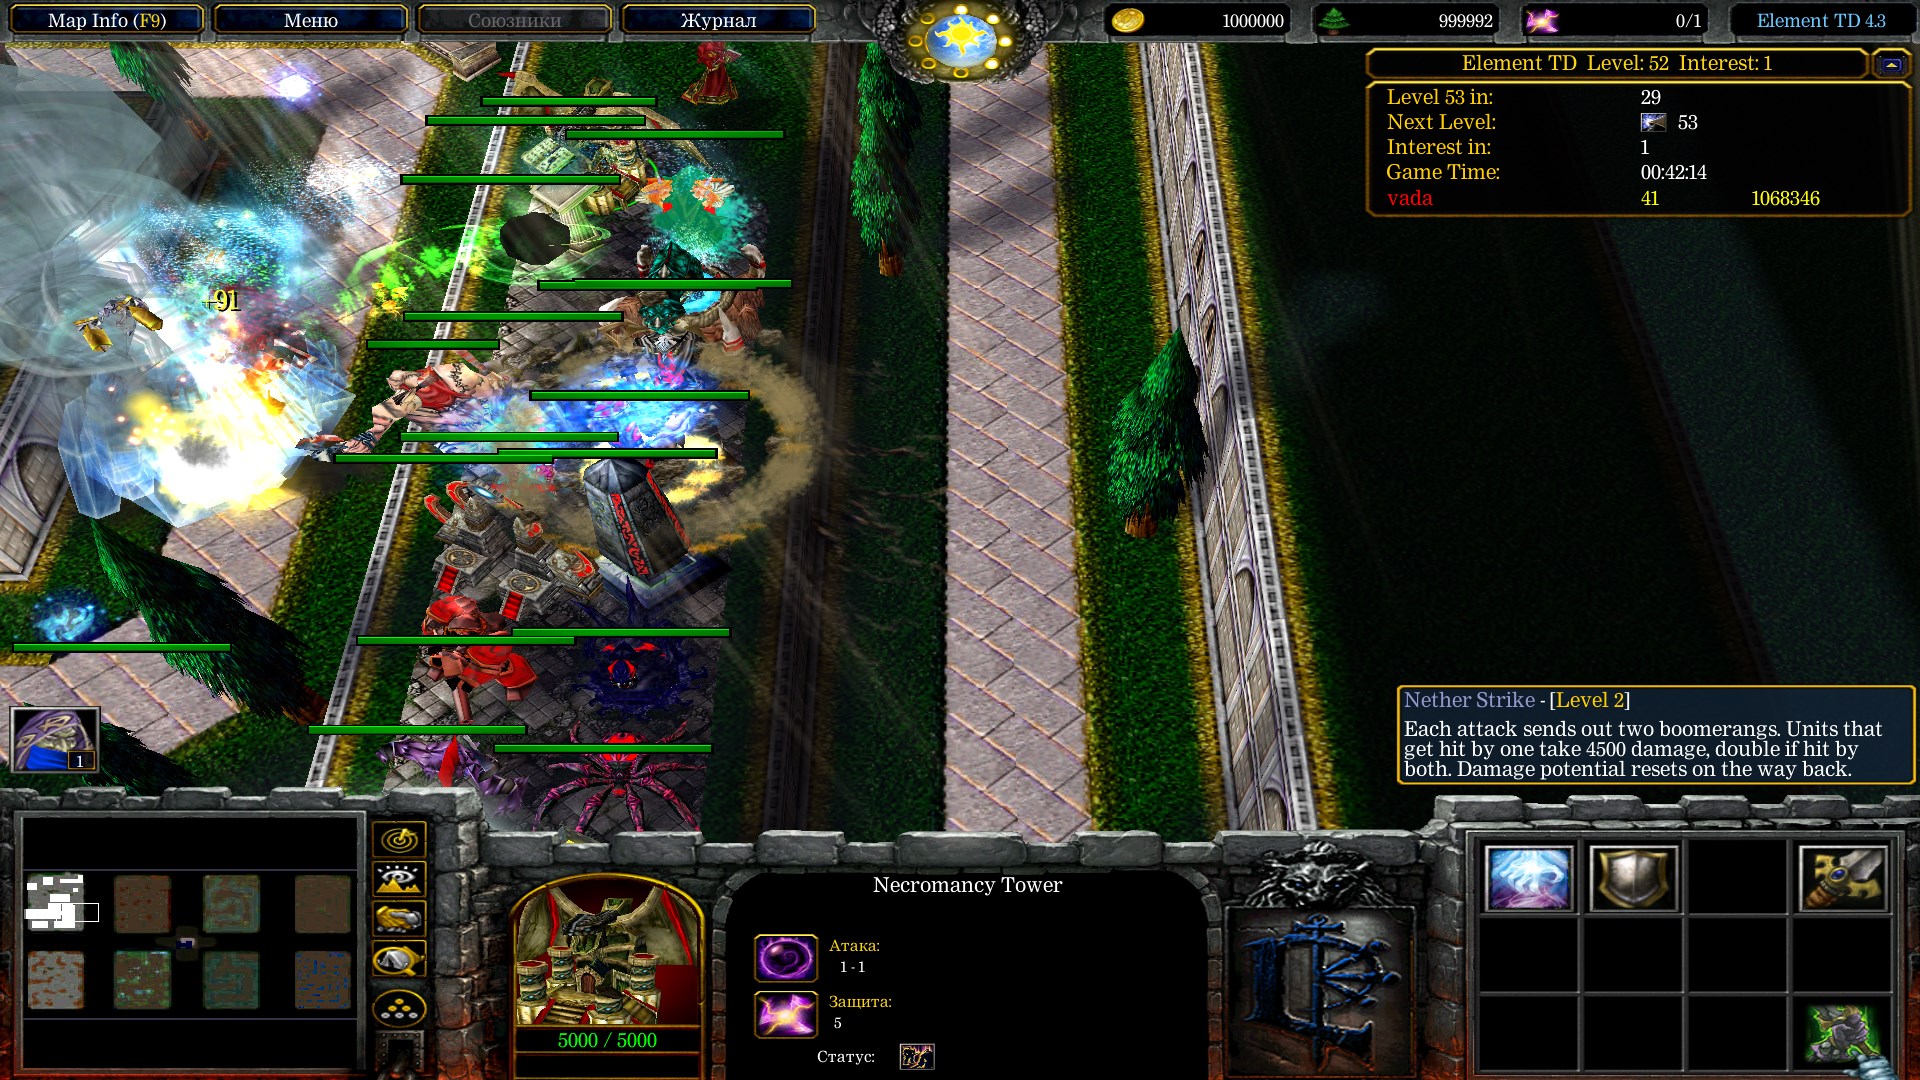 Map Info (F9)
Меню
Союзники
Журнал
1000000
999992
0/1
Element TD 4.3
Element TD Level: 52 Interest: 1
Level 53 in: 29
Next Level: 53
Interest in: 1
Game Time: 00:42:14
vada 41 1068346
+91
Nether Strike - [Level 2]
Each attack sends out two boomerangs. Units that
get hit by one take 4500 damage, double if hit by
both. Damage potential resets on the way back.
1
Necromancy Tower
Атака:
1 - 1
Защита:
5
Статус:
5000 / 5000